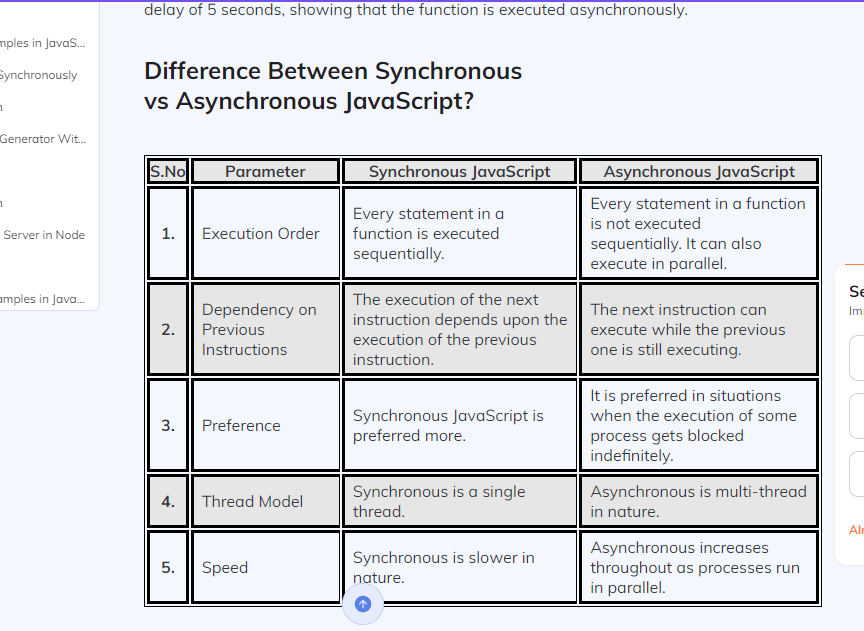 delay of 5 seconds, showing that the function is executed asynchronously.
mples in JavaS...
Synchronously
n
Generator Wit...
n
Server in Node
amples in Java...
Difference Between Synchronous
vs Asynchronous JavaScript?
S.No Parameter Synchronous JavaScript Asynchronous JavaScript
1. Execution Order
Every statement in a
function is executed
sequentially.
Every statement in a function
is not executed
sequentially. It can also
execute in parallel.
2.
Dependency on
Previous
Instructions
The execution of the next
instruction depends upon the
execution of the previous
instruction.
The next instruction can
execute while the previous
one is still executing.
3. Preference
Synchronous JavaScript is
preferred more.
It is preferred in situations
when the execution of some
process gets blocked
indefinitely.
4. Thread Model
Synchronous is a single
thread.
Asynchronous is multi-thread
in nature.
5. Speed
Synchronous is slower in
nature.
Asynchronous increases
throughout as processes run
in parallel.
Se
Imp
Alr